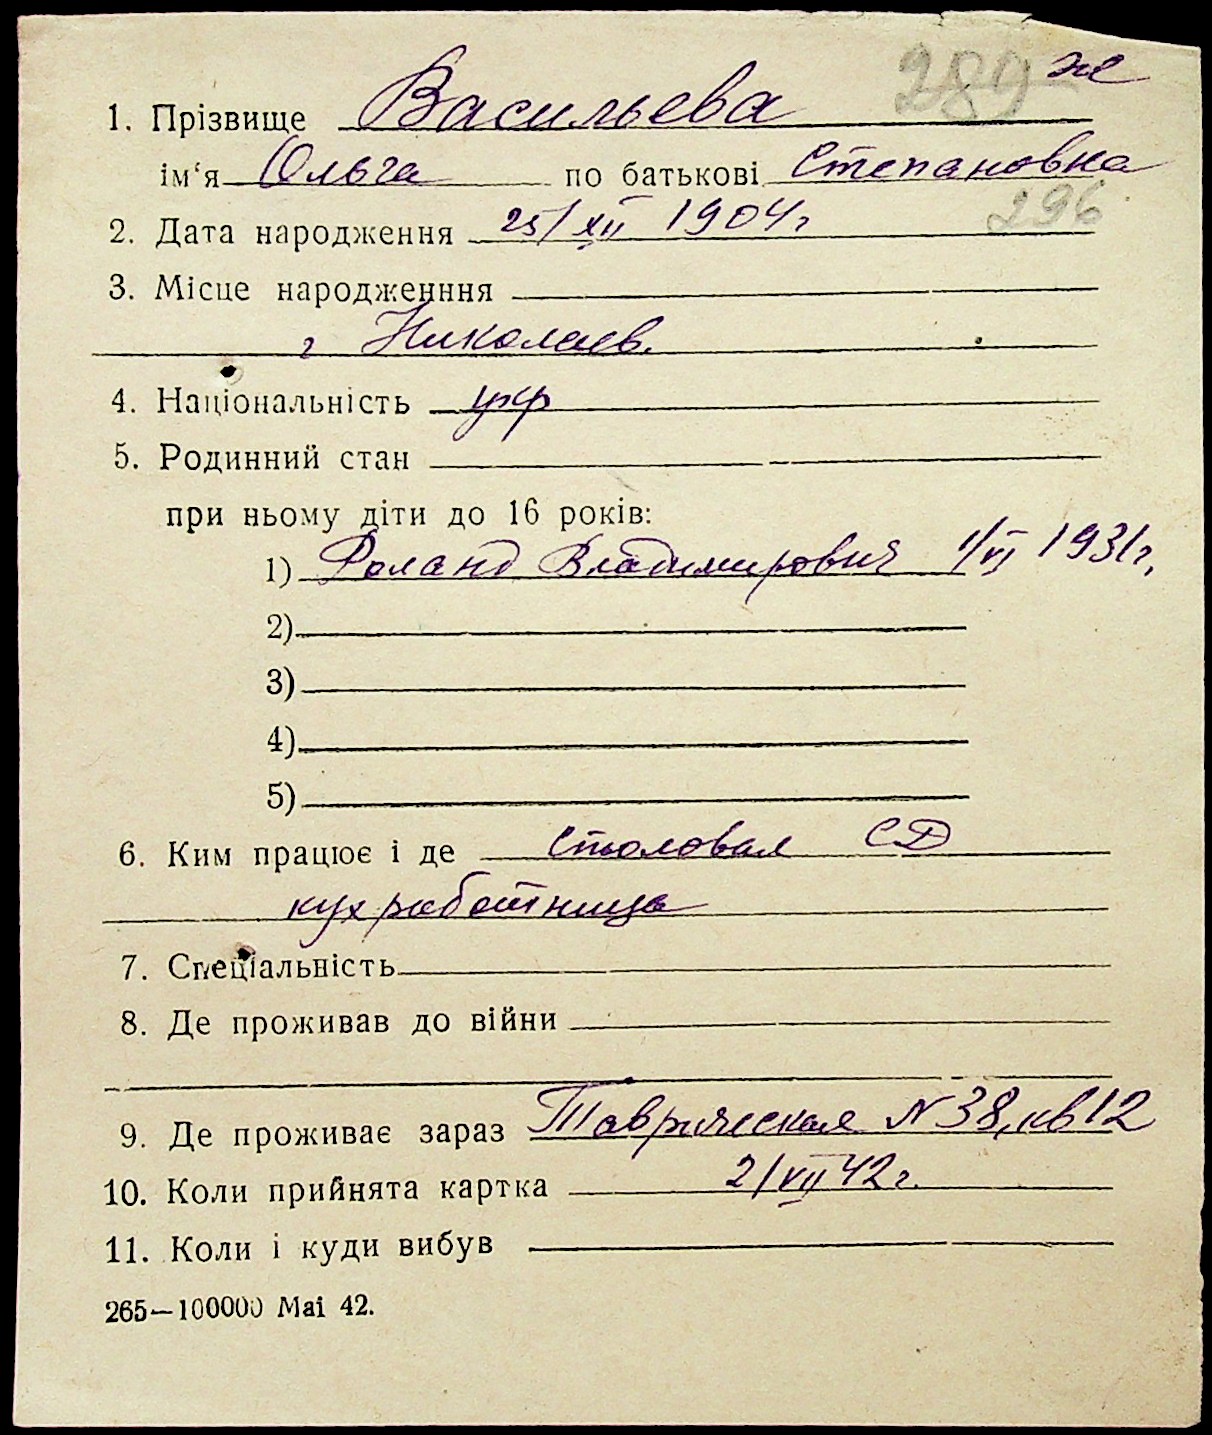 289 же
1. Прізвище Васильева
ім'я Ольга по батькові Степановна
296
2. Дата народження 25/XII 1904 г
3. Місце народженння
г Николаев.
4. Національність укр
5. Родинний стан
при ньому діти до 16 років:
1) Роланд Владимирович 1/VI 1931 г,
2)
3)
4)
5)
6. Ким працює і де столовая СД
кухработница
7. Спеціальність
8. Де проживав до війни
9. Де проживає зараз Таврическая N 38, кв 12
10. Коли прийнята картка 2/VII 42 г.
11. Коли і куди вибув
265—100000 Mai 42.